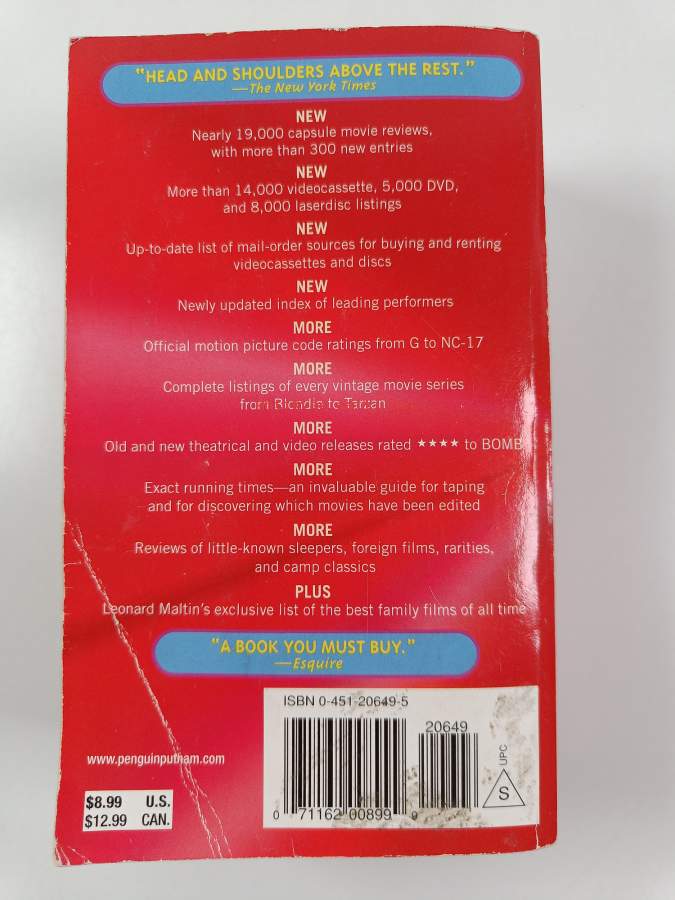 "HEAD AND SHOULDERS ABOVE THE REST."
—The New York Times
NEW
Nearly 19,000 capsule movie reviews,
with more than 300 new entries
NEW
More than 14,000 videocassette, 5,000 DVD,
and 8,000 laserdisc listings
NEW
Up-to-date list of mail-order sources for buying and renting
videocassettes and discs
NEW
Newly updated index of leading performers
MORE
Official motion picture code ratings from G to NC-17
MORE
Complete listings of every vintage movie series
from Blondie to Tarzan
MORE
Old and new theatrical and video releases rated ★★★★ to BOMB
MORE
Exact running times—an invaluable guide for taping
and for discovering which movies have been edited
MORE
Reviews of little-known sleepers, foreign films, rarities,
and camp classics
PLUS
Leonard Maltin's exclusive list of the best family films of all time
"A BOOK YOU MUST BUY."
—Esquire
ISBN 0-451-20649-5
20649
UPC
S
0 71162 00899 0
www.penguinputnam.com
$8.99 U.S.
$12.99 CAN.